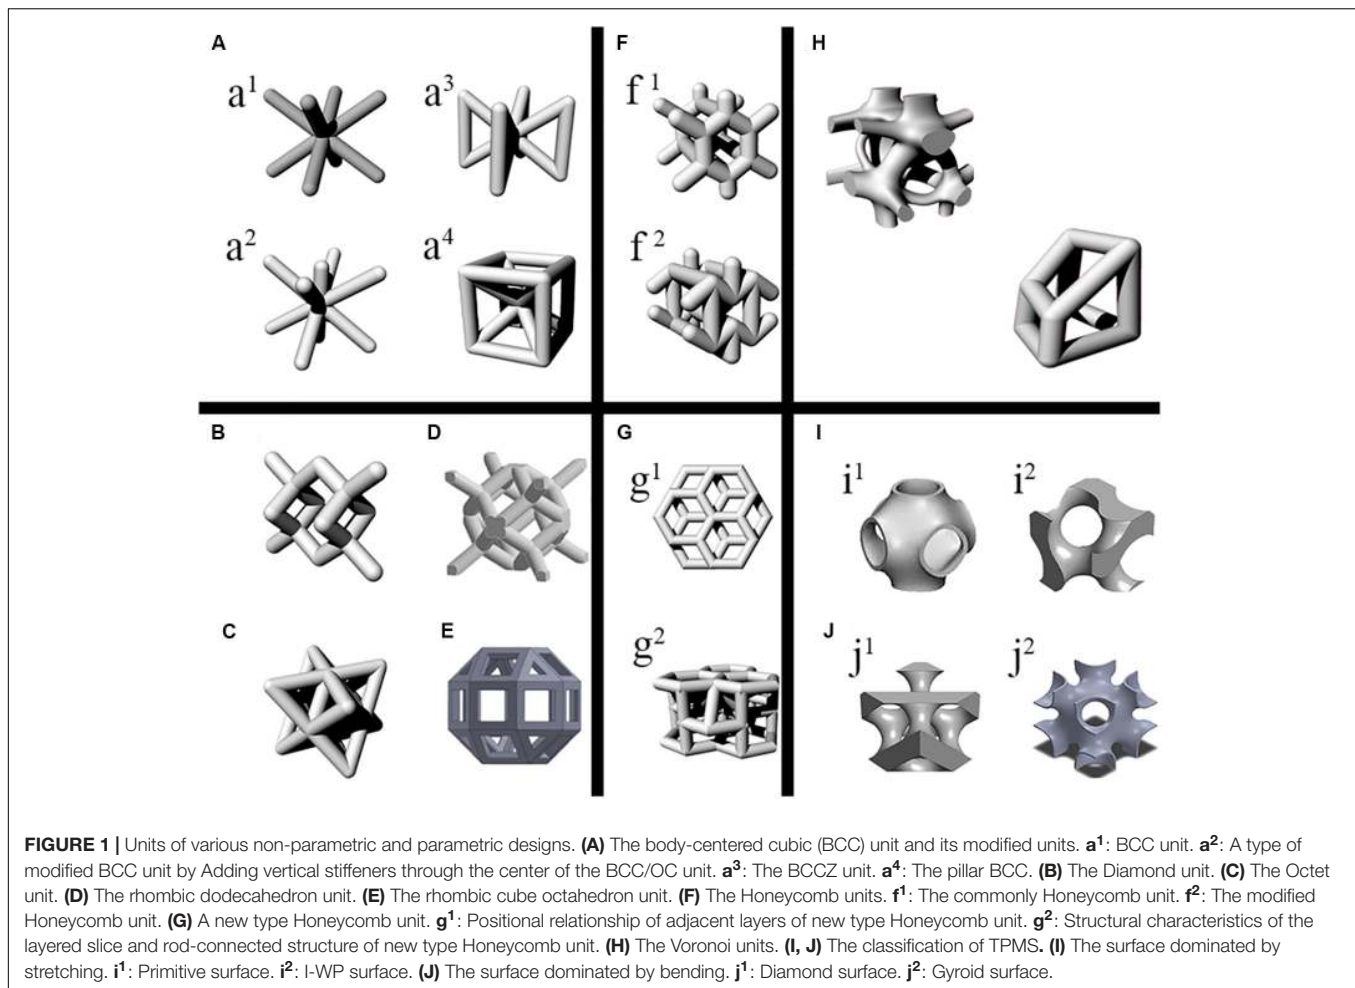 A
F
H
a1
a3
f1
a2
a4
f2
B
D
G
I
g1
i1
i2
C
E
J
g2
j1
j2
FIGURE 1 | Units of various non-parametric and parametric designs. (A) The body-centered cubic (BCC) unit and its modified units. a1: BCC unit. a2: A type of
modified BCC unit by Adding vertical stiffeners through the center of the BCC/OC unit. a3: The BCCZ unit. a4: The pillar BCC. (B) The Diamond unit. (C) The Octet
unit. (D) The rhombic dodecahedron unit. (E) The rhombic cube octahedron unit. (F) The Honeycomb units. f1: The commonly Honeycomb unit. f2: The modified
Honeycomb unit. (G) A new type Honeycomb unit. g1: Positional relationship of adjacent layers of new type Honeycomb unit. g2: Structural characteristics of the
layered slice and rod-connected structure of new type Honeycomb unit. (H) The Voronoi units. (I, J) The classification of TPMS. (I) The surface dominated by
stretching. i1: Primitive surface. i2: I-WP surface. (J) The surface dominated by bending. j1: Diamond surface. j2: Gyroid surface.